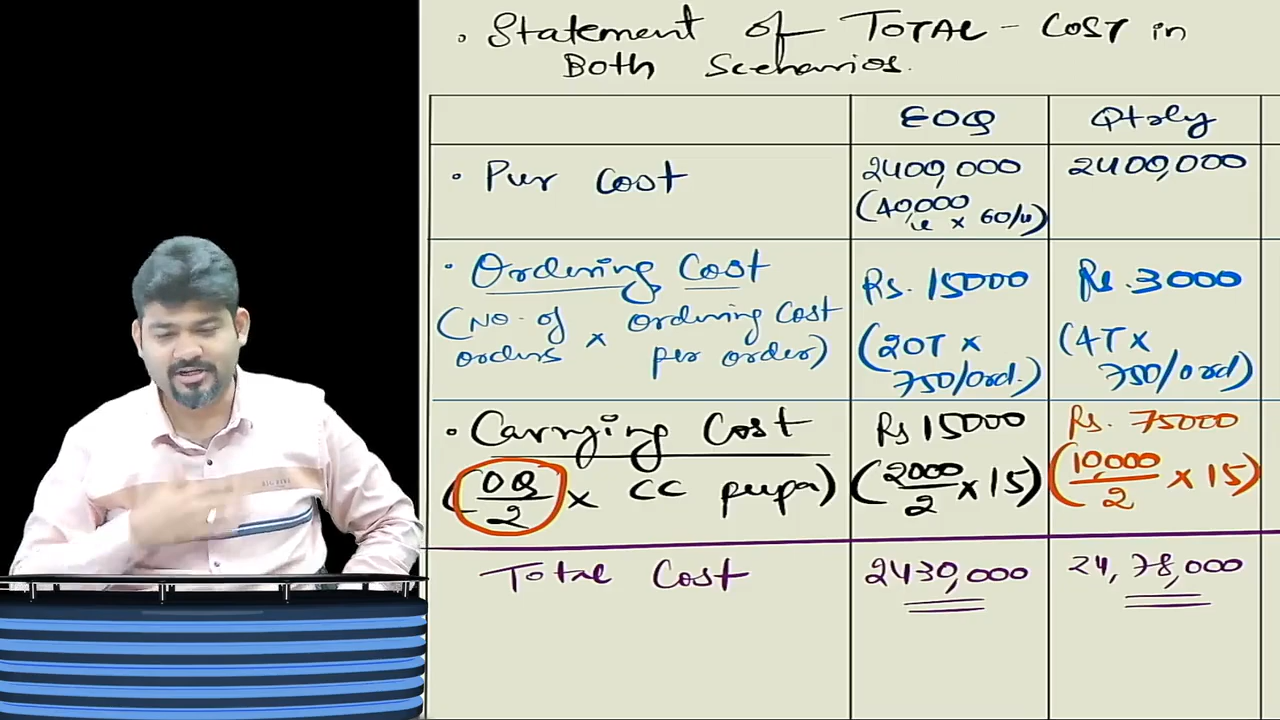 • Statement of TOTAL - COST in
Both Scenarios.
EOQ Qtrly
• Pur Cost 2400,000 2400,000
(40,000 u × 60/u)
• Ordering Cost Rs. 15000 Rs. 3000
(No. of orders × ordering cost per order) (20T × 750/ord.) (4T × 750/ord)
• Carrying Cost Rs 15000 Rs. 75000
(OQ/2 × CC pupa) (2000/2 × 15) (10,000/2 × 15)
Total Cost 2430,000 24,78,000